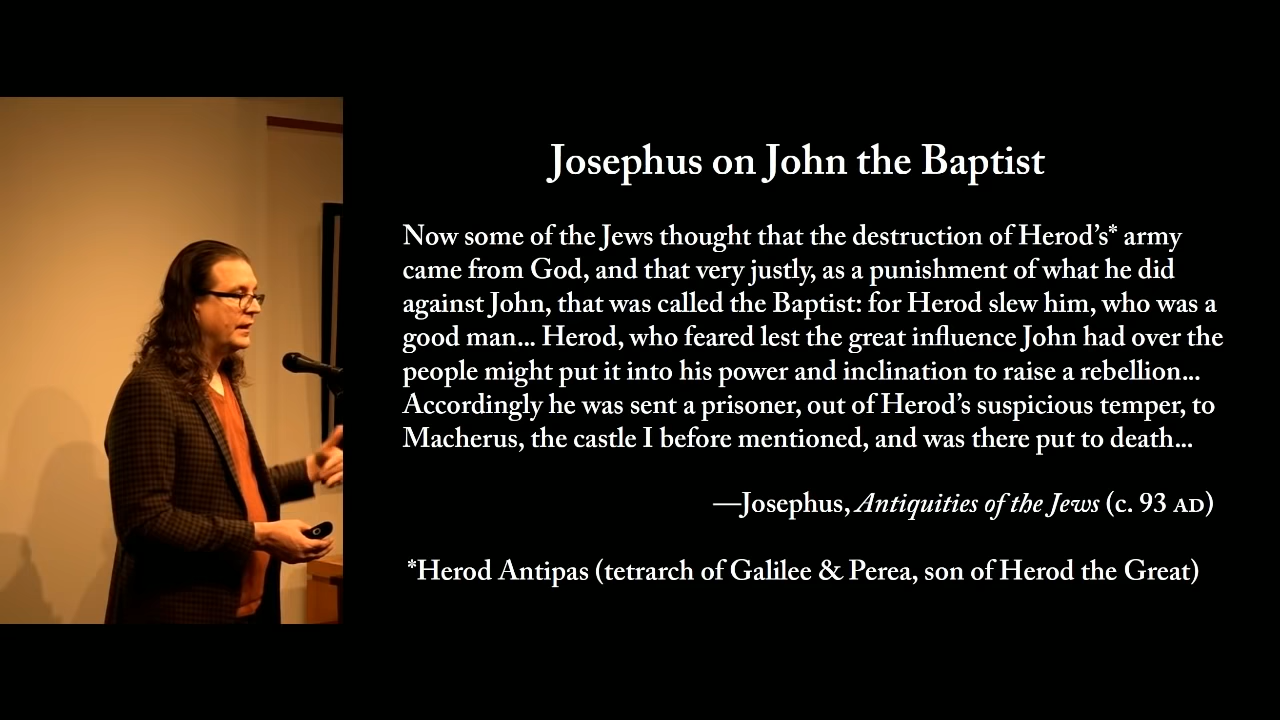 Josephus on John the Baptist
Now some of the Jews thought that the destruction of Herod’s* army
came from God, and that very justly, as a punishment of what he did
against John, that was called the Baptist: for Herod slew him, who was a
good man... Herod, who feared lest the great influence John had over the
people might put it into his power and inclination to raise a rebellion...
Accordingly he was sent a prisoner, out of Herod’s suspicious temper, to
Macherus, the castle I before mentioned, and was there put to death...
—Josephus, Antiquities of the Jews (c. 93 AD)
*Herod Antipas (tetrarch of Galilee & Perea, son of Herod the Great)